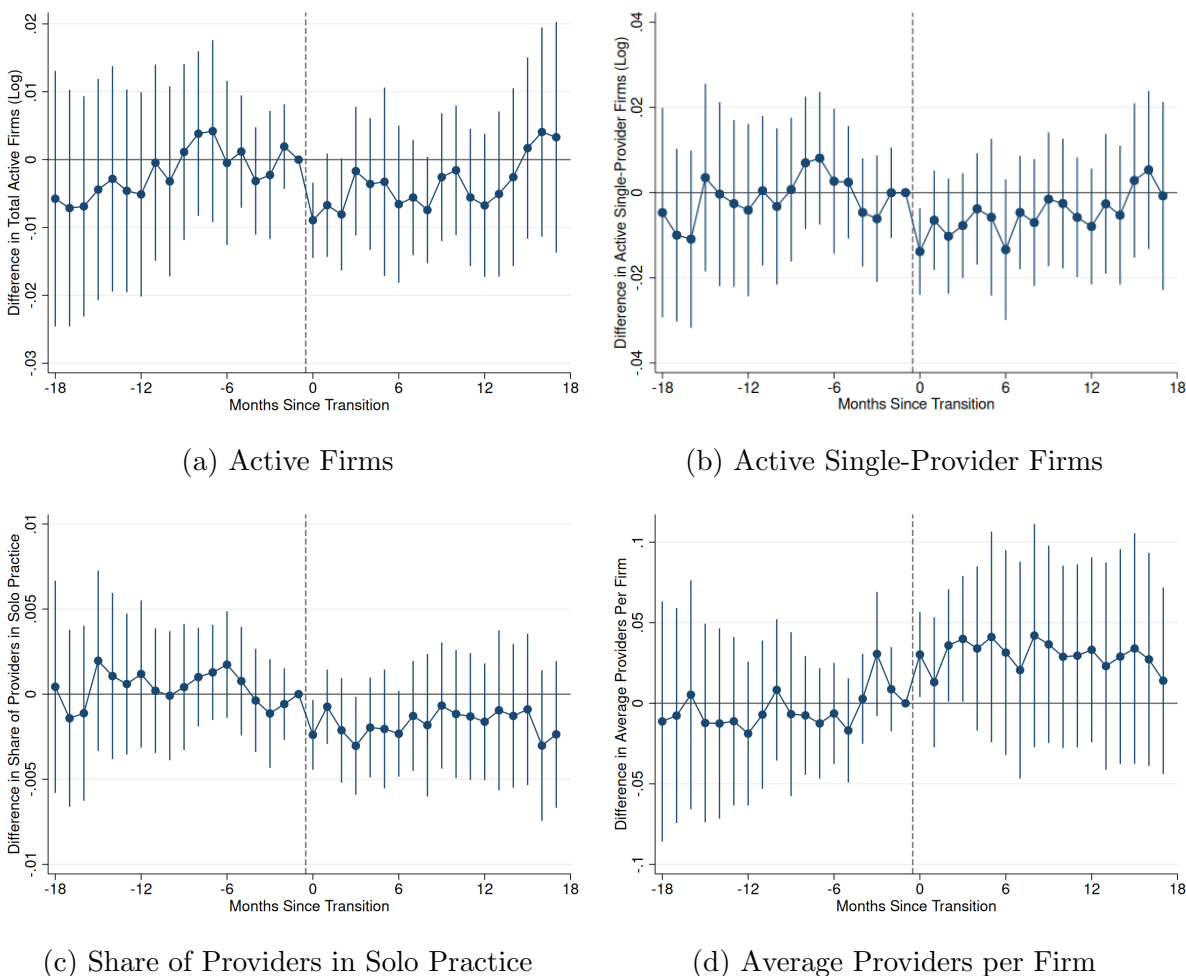 Difference in Total Active Firms (Log)
.02
.01
0
-.01
-.02
-.03
-18 -12 -6 0 6 12 18
Months Since Transition
(a) Active Firms
Difference in Active Single-Provider Firms (Log)
.04
.02
0
-.02
-.04
-18 -12 -6 0 6 12 18
Months Since Transition
(b) Active Single-Provider Firms
Difference in Share of Providers in Solo Practice
.01
.005
0
-.005
-.01
-18 -12 -6 0 6 12 18
Months Since Transition
(c) Share of Providers in Solo Practice
Difference in Average Providers Per Firm
.1
.05
0
-.05
-.1
-18 -12 -6 0 6 12 18
Months Since Transition
(d) Average Providers per Firm